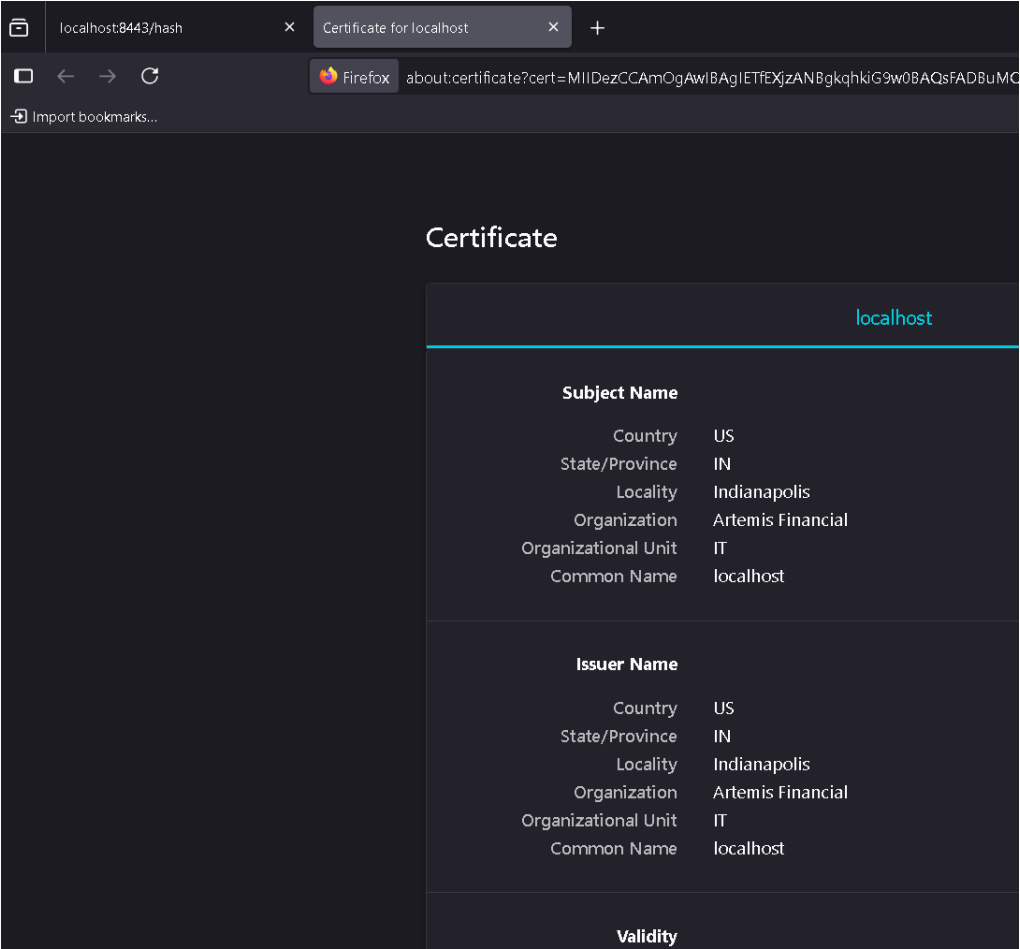 localhost:8443/hash
Certificate for localhost
Firefox about:certificate?cert=MIIDezCCAmOgAwIBAgIETfEXjzANBgkqhkiG9w0BAQsFADBuMC
Import bookmarks...
Certificate
localhost
Subject Name
Country US
State/Province IN
Locality Indianapolis
Organization Artemis Financial
Organizational Unit IT
Common Name localhost
Issuer Name
Country US
State/Province IN
Locality Indianapolis
Organization Artemis Financial
Organizational Unit IT
Common Name localhost
Validity